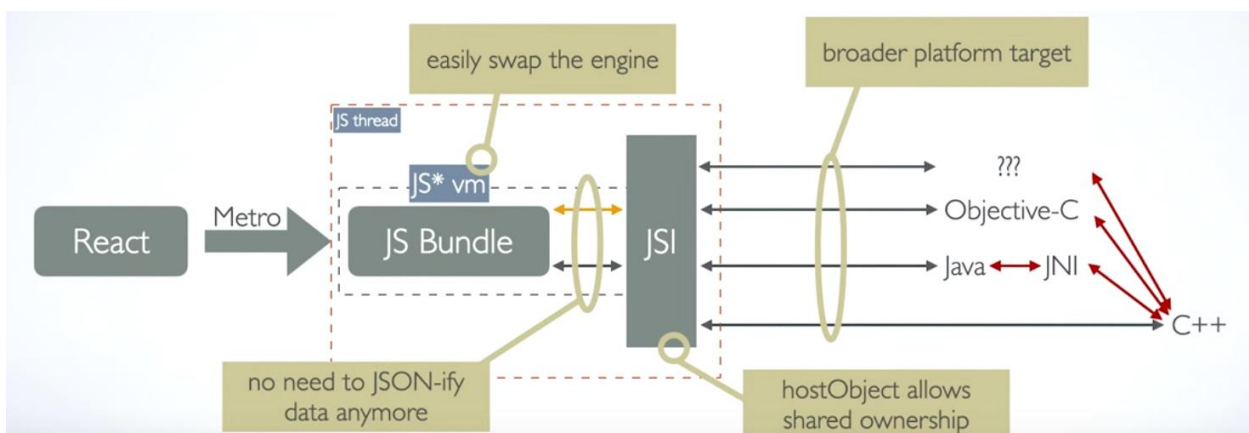 easily swap the engine
broader platform target
JS thread
JS* vm
???
Metro
Objective-C
React
JS Bundle
JSI
Java
JNI
C++
no need to JSON-ify
data anymore
hostObject allows
shared ownership